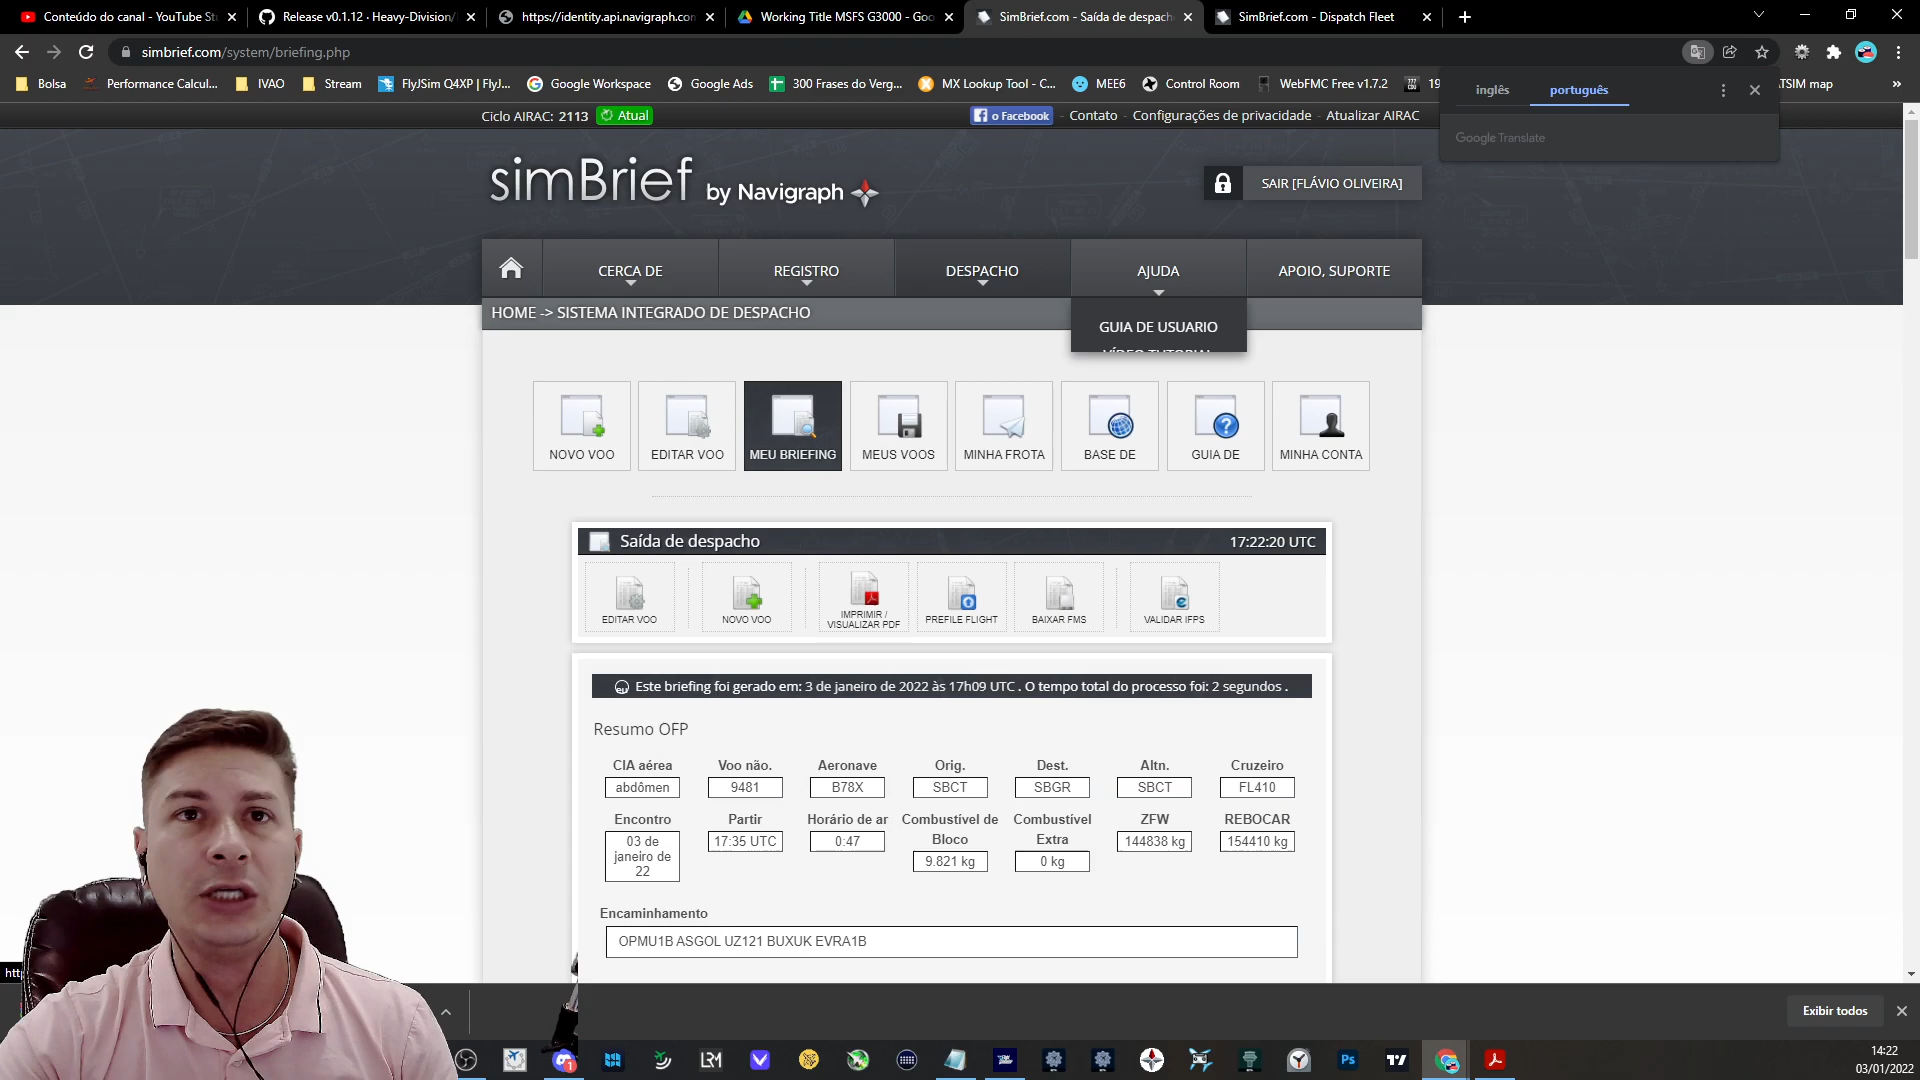 Conteúdo do canal - YouTube St
Release v0.1.12 · Heavy-Division/
https://identity.api.navigraph.com
Working Title MSFS G3000 - Goo
SimBrief.com - Saída de despach
SimBrief.com - Dispatch Fleet
simbrief.com/system/briefing.php
Bolsa
Performance Calcul...
IVAO
Stream
FlyJSim Q4XP | FlyJ...
Google Workspace
Google Ads
300 Frases do Verg...
MX Lookup Tool - C...
MEE6
Control Room
WebFMC Free v1.7.2
19
ATSIM map
»
inglês
português
Google Translate
Ciclo AIRAC: 2113
Atual
o Facebook
- Contato - Configurações de privacidade - Atualizar AIRAC
simBrief by Navigraph
SAIR [FLÁVIO OLIVEIRA]
CERCA DE
REGISTRO
DESPACHO
AJUDA
APOIO, SUPORTE
HOME -> SISTEMA INTEGRADO DE DESPACHO
GUIA DE USUARIO
VÍDEO TUTORIAL
NOVO VOO
EDITAR VOO
MEU BRIEFING
MEUS VOOS
MINHA FROTA
BASE DE
GUIA DE
MINHA CONTA
Saída de despacho
17:22:20 UTC
EDITAR VOO
NOVO VOO
IMPRIMIR /
VISUALIZAR PDF
PREFILE FLIGHT
BAIXAR FMS
VALIDAR IFPS
Este briefing foi gerado em: 3 de janeiro de 2022 às 17h09 UTC . O tempo total do processo foi: 2 segundos .
Resumo OFP
CIA aérea
Voo não.
Aeronave
Orig.
Dest.
Altn.
Cruzeiro
abdômen
9481
B78X
SBCT
SBGR
SBCT
FL410
Encontro
Partir
Horário de ar
Combustível de
Bloco
Combustível
Extra
ZFW
REBOCAR
03 de
janeiro de
22
17:35 UTC
0:47
9.821 kg
0 kg
144838 kg
154410 kg
Encaminhamento
OPMU1B ASGOL UZ121 BUXUK EVRA1B
htt
Exibir todos
1
LRM
Ps
14:22
03/01/2022